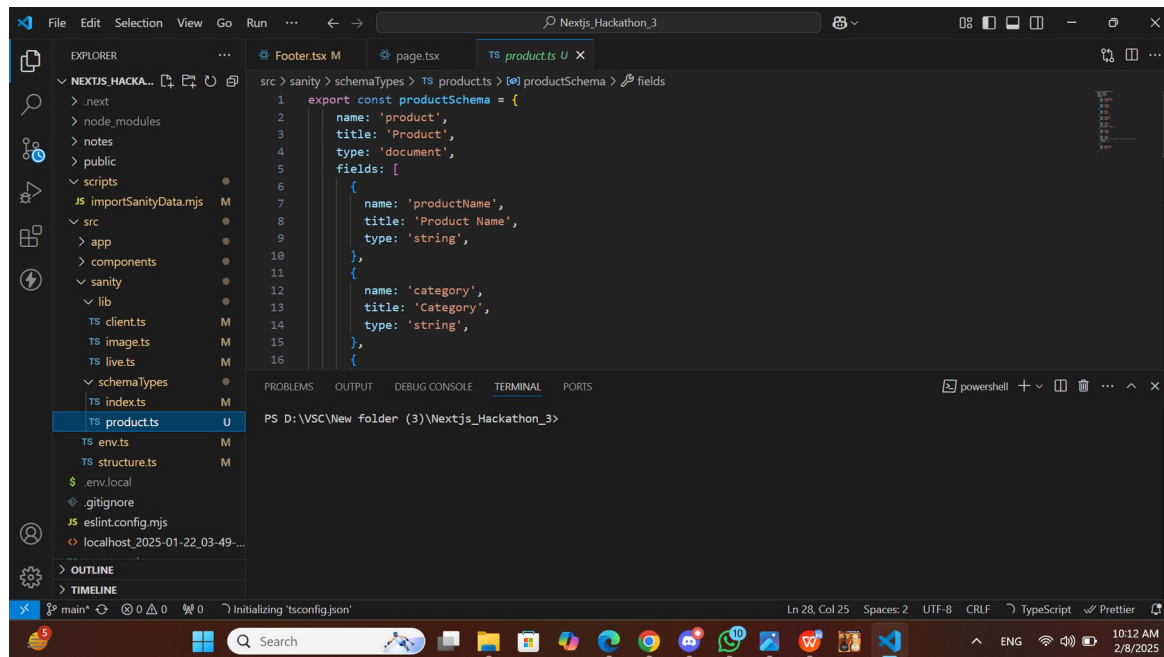 File Edit Selection View Go Run ··· Nextjs_Hackathon_3
EXPLORER ···
NEXTJS_HACKA...
.next
node_modules
notes
public
scripts
JS importSanityData.mjs M
src
app
components
sanity
lib
TS client.ts M
TS image.ts M
TS live.ts M
schemaTypes
TS index.ts M
TS product.ts U
TS env.ts M
TS structure.ts M
$ .env.local
.gitignore
JS eslint.config.mjs
localhost_2025-01-22_03-49-...
OUTLINE
TIMELINE
Footer.tsx M page.tsx TS product.ts U
src > sanity > schemaTypes > TS product.ts > productSchema > fields
1 export const productSchema = {
2 name: 'product',
3 title: 'Product',
4 type: 'document',
5 fields: [
6 {
7 name: 'productName',
8 title: 'Product Name',
9 type: 'string',
10 },
11 {
12 name: 'category',
13 title: 'Category',
14 type: 'string',
15 },
16 {
PROBLEMS OUTPUT DEBUG CONSOLE TERMINAL PORTS powershell
PS D:\VSC\New folder (3)\Nextjs_Hackathon_3>
main* 0 0 0 Initializing 'tsconfig.json' Ln 28, Col 25 Spaces: 2 UTF-8 CRLF TypeScript Prettier
5 Search 10 ENG 10:12 AM
2/8/2025